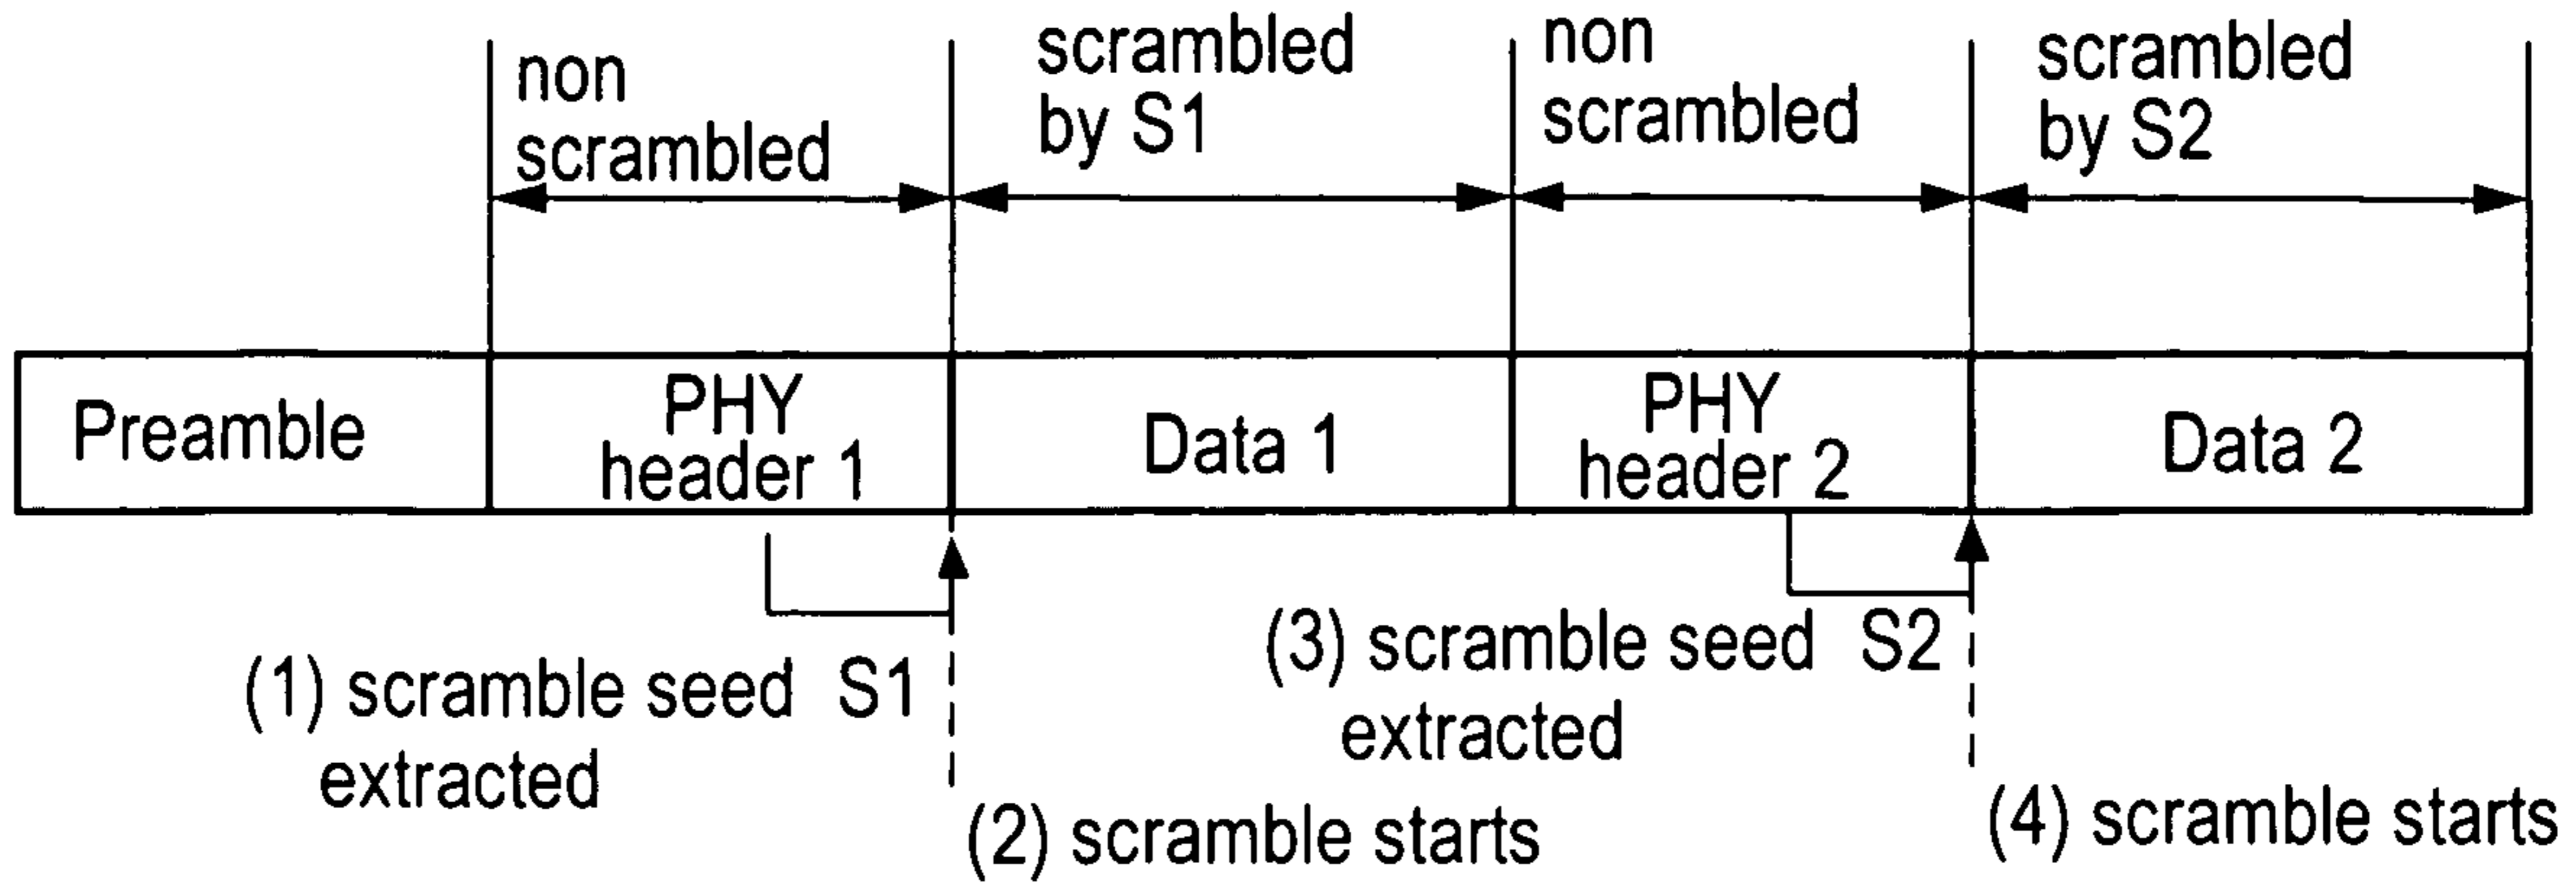 non
scrambled
scrambled
by S1
non
scrambled
scrambled
by S2
Preamble
PHY
header 1
Data 1
PHY
header 2
Data 2
(1) scramble seed S1
extracted
(2) scramble starts
(3) scramble seed S2
extracted
(4) scramble starts